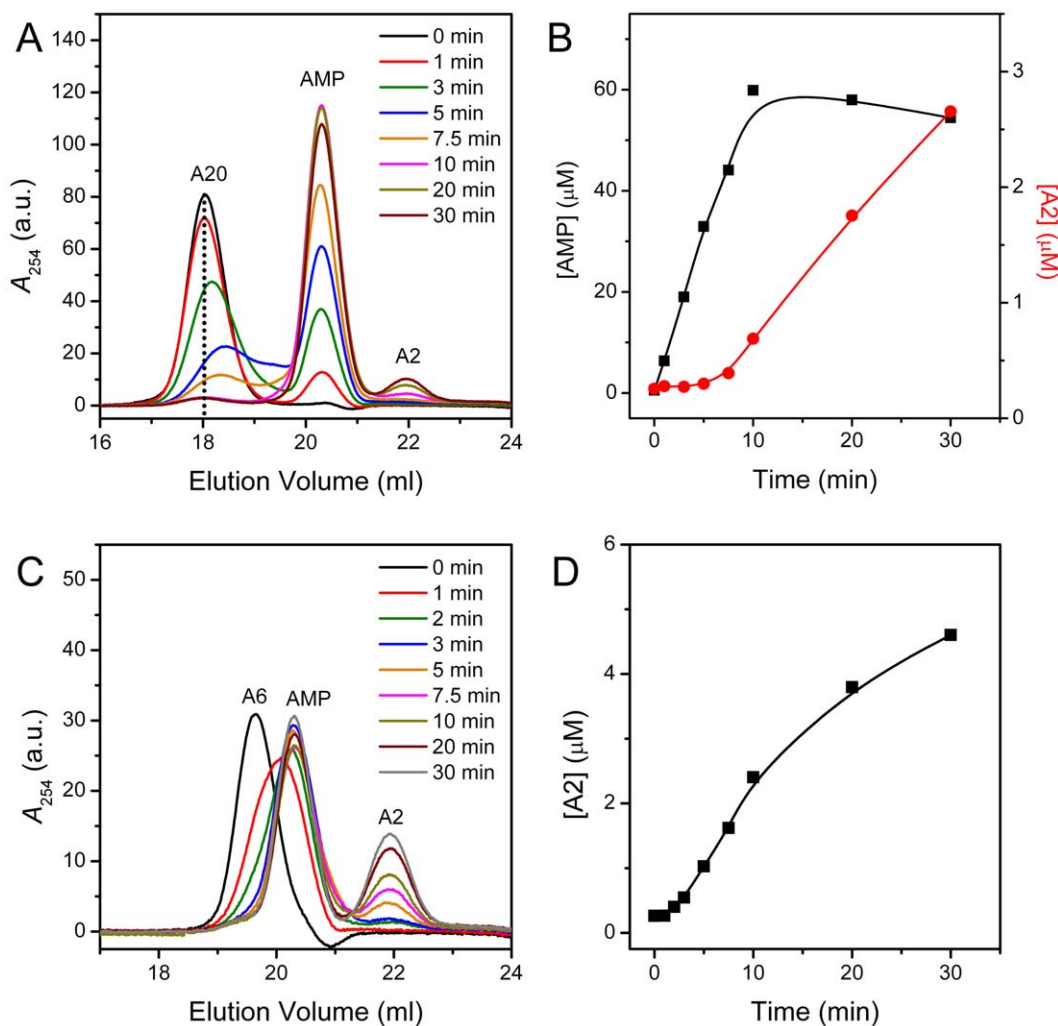 A
140
120
100
80
60
40
20
0
A254 (a.u.)
A20
AMP
A2
0 min
1 min
3 min
5 min
7.5 min
10 min
20 min
30 min
16 18 20 22 24
Elution Volume (ml)
B
60
40
20
0
[AMP] (μM)
3
2
1
0
[A2] (μM)
0 10 20 30
Time (min)
C
50
40
30
20
10
0
A254 (a.u.)
A6
AMP
A2
0 min
1 min
2 min
3 min
5 min
7.5 min
10 min
20 min
30 min
18 20 22 24
Elution Volume (ml)
D
6
4
2
0
[A2] (μM)
0 10 20 30
Time (min)